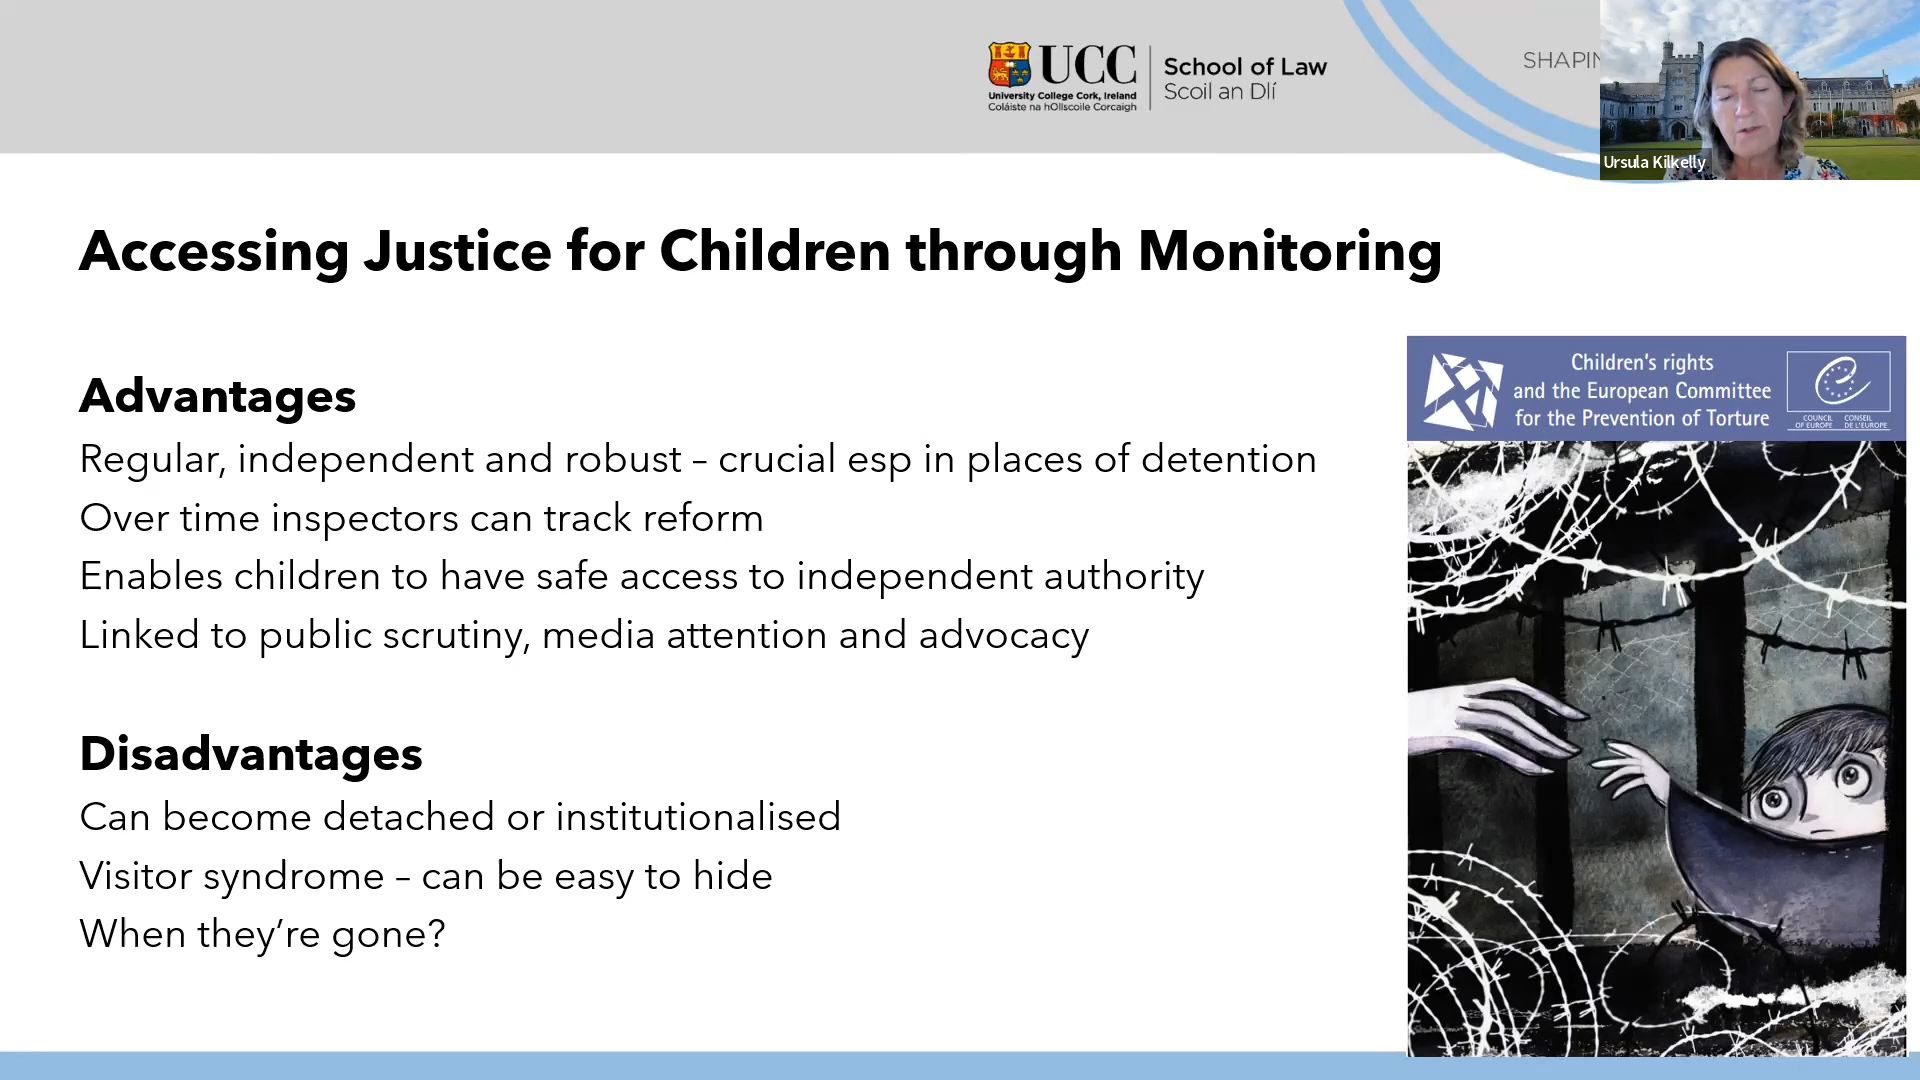 UCC
University College Cork, Ireland
Coláiste na hOllscoile Corcaigh
School of Law
Scoil an Dlí
Ursula Kilkelly
Accessing Justice for Children through Monitoring
Advantages
Regular, independent and robust – crucial esp in places of detention
Over time inspectors can track reform
Enables children to have safe access to independent authority
Linked to public scrutiny, media attention and advocacy
Disadvantages
Can become detached or institutionalised
Visitor syndrome – can be easy to hide
When they’re gone?
Children's rights
and the European Committee
for the Prevention of Torture
COUNCIL CONSEIL
OF EUROPE DE L'EUROPE